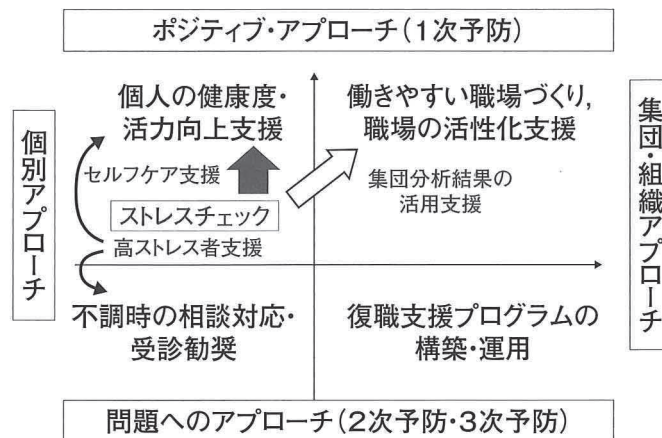 ポジティブ・アプローチ(1次予防)
個別アプローチ
個人の健康度・
活力向上支援
セルフケア支援
ストレスチェック
高ストレス者支援
働きやすい職場づくり,
職場の活性化支援
集団分析結果の
活用支援
集団・組織アプローチ
不調時の相談対応・
受診勧奨
復職支援プログラムの
構築・運用
問題へのアプローチ(2次予防・3次予防)